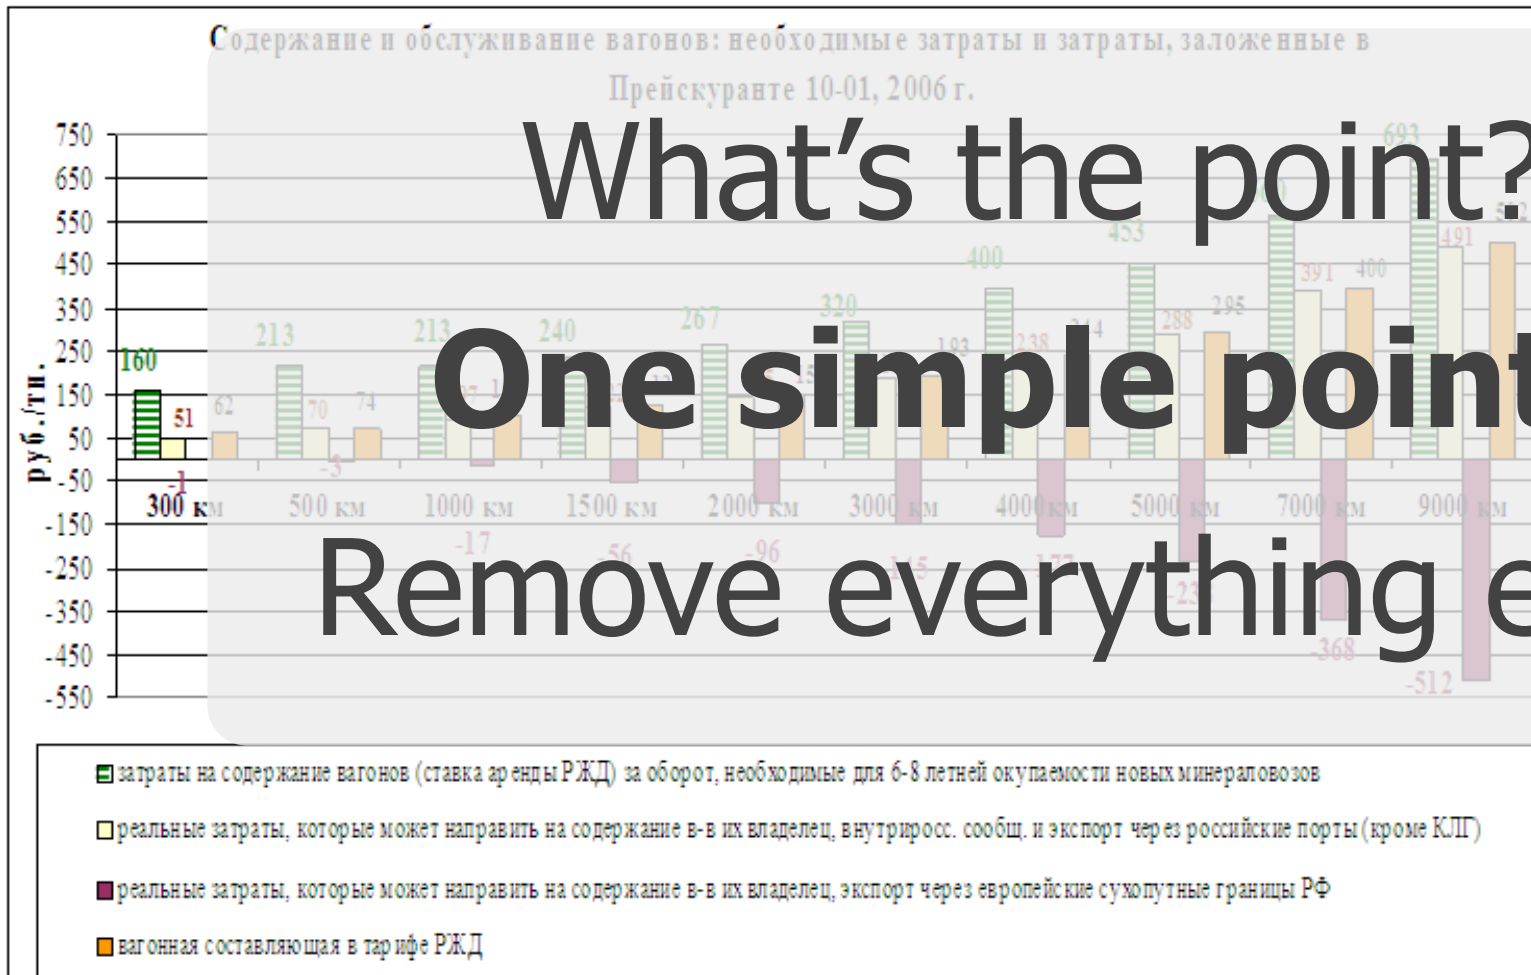 Содержание и обслуживание вагонов: необходимые затраты и затраты, заложенные в
Прейскуранте 10-01, 2006 г.
What's the point?
One simple point
Remove everything
руб./тн.
750
650
550
450
350
250
150
50
-50
-150
-250
-350
-450
-550
160 213 213 240 267 320 400 453 693
51 70 238 288 391 491
62 74 193 295 400
-1 -3 -17 -56 -96 -368 -512
300 км 500 км 1000 км 1500 км 2000 км 3000 км 4000 км 5000 км 7000 км 9000 км
затраты на содержание вагонов (ставка аренды РЖД) за оборот, необходимые для 6-8 летней окупаемости новых минераловозов
реальные затраты, которые может направить на содержание в-в их владелец, внутриросс. сообщ. и экспорт через российские порты (кроме КЛГ)
реальные затраты, которые может направить на содержание в-в их владелец, экспорт через европейские сухопутные границы РФ
вагонная составляющая в тарифе РЖД